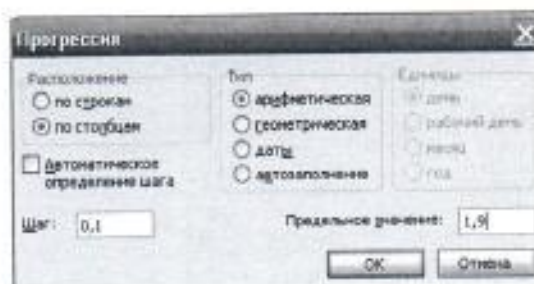 Прогрессия
Расположение
по строкам
по столбцам
Автоматическое
определение шага
Тип
арифметическая
геометрическая
даты
автозаполнение
Единицы
день
рабочий день
месяц
год
Шаг: 0,1
Предельное значение: 1,9
ОК
Отмена